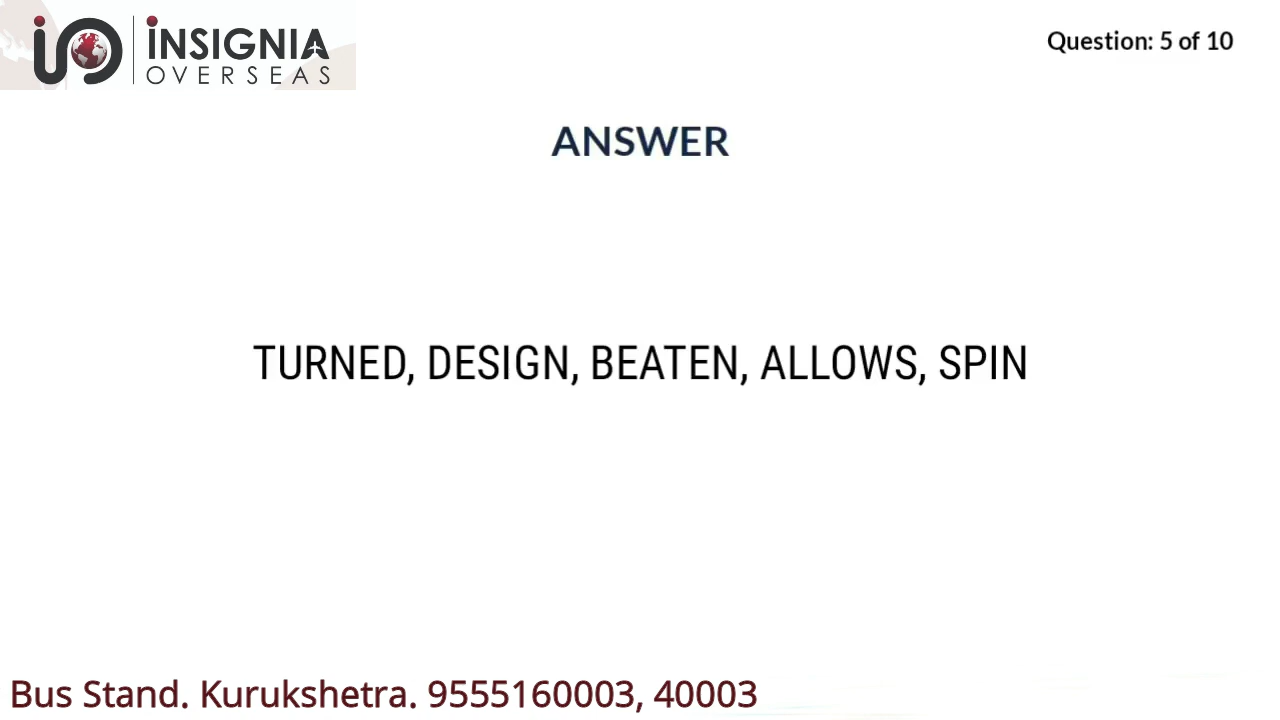 INSIGNIA
OVERSEAS
Question: 5 of 10
ANSWER
TURNED, DESIGN, BEATEN, ALLOWS, SPIN
Bus Stand. Kurukshetra. 9555160003, 40003